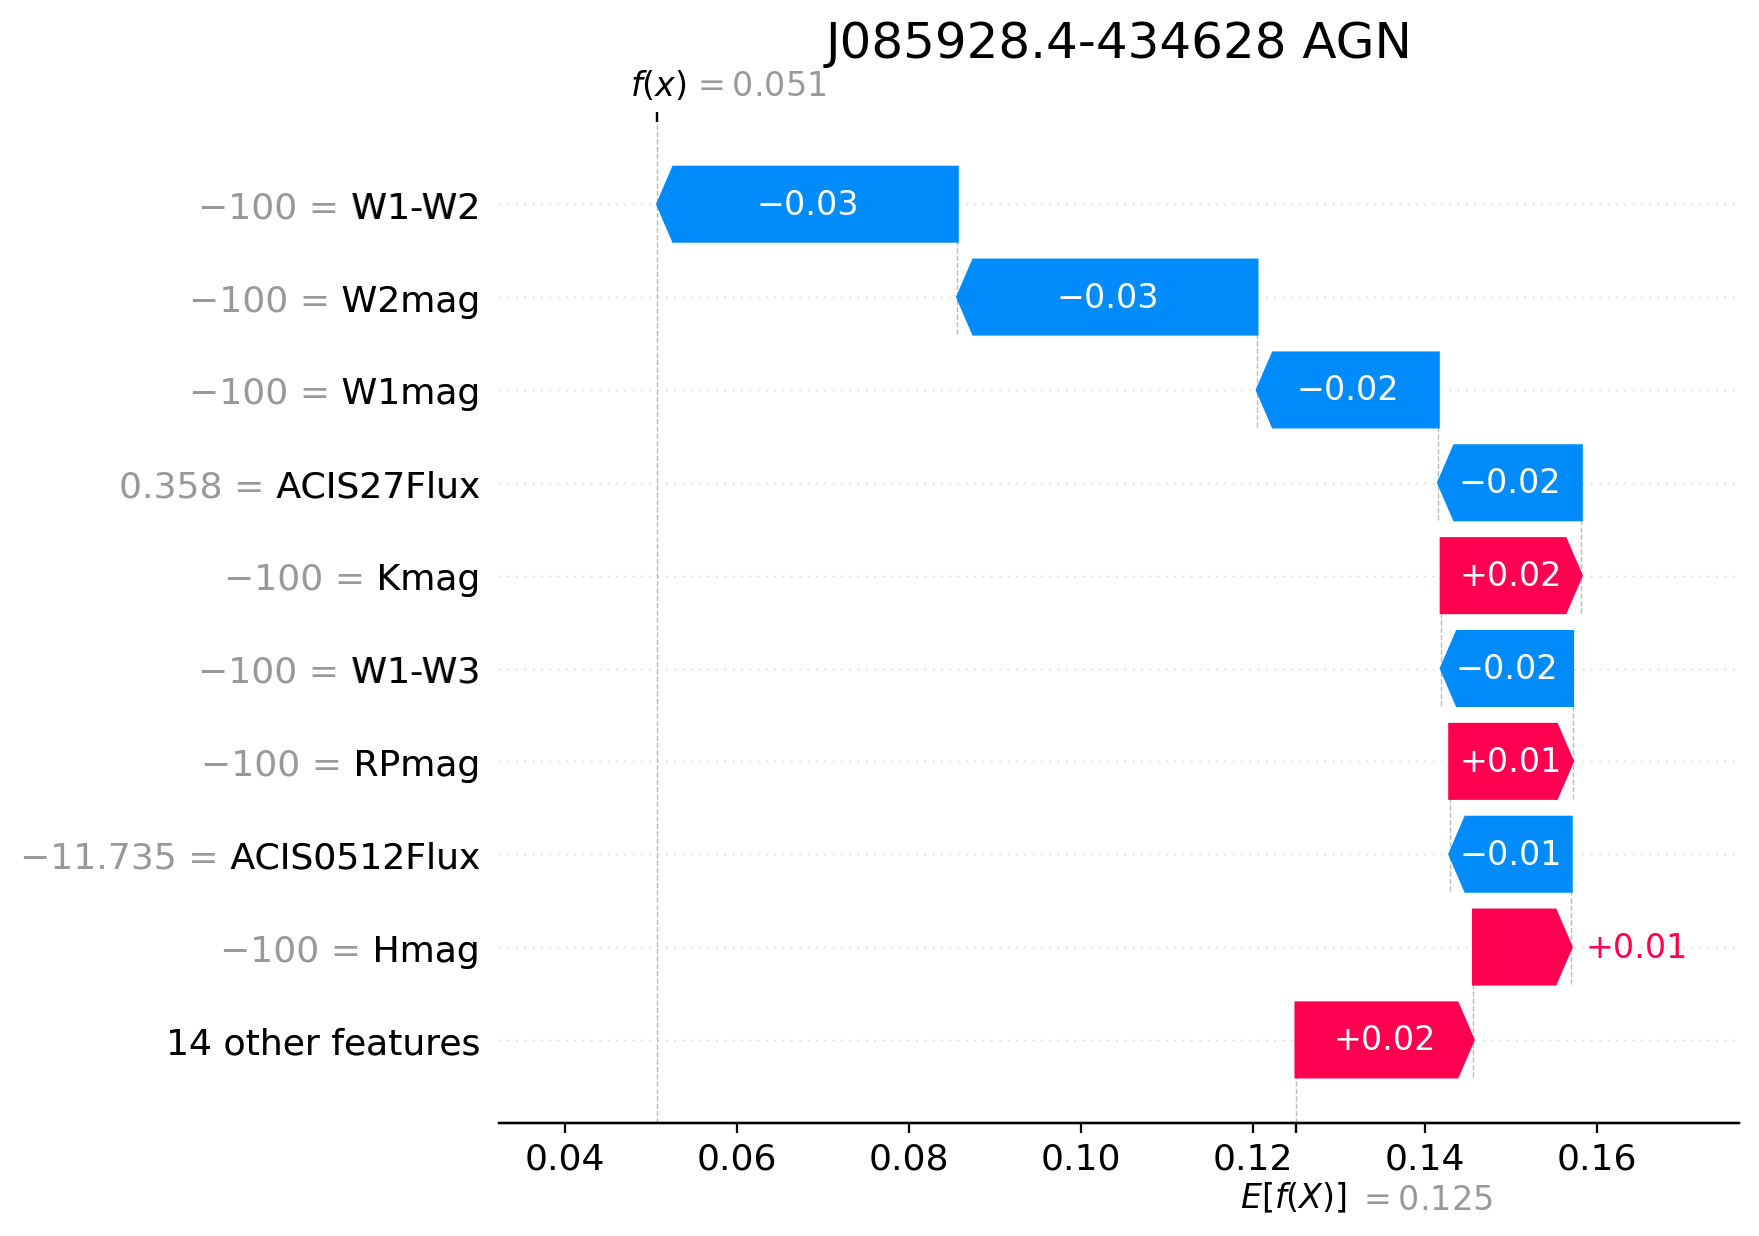 J085928.4-434628 AGN
f(x) = 0.051
−100 = W1-W2 −0.03
−100 = W2mag −0.03
−100 = W1mag −0.02
0.358 = ACIS27Flux −0.02
−100 = Kmag +0.02
−100 = W1-W3 −0.02
−100 = RPmag +0.01
−11.735 = ACIS0512Flux −0.01
−100 = Hmag +0.01
14 other features +0.02
0.04 0.06 0.08 0.10 0.12 0.14 0.16
E[f(X)] = 0.125